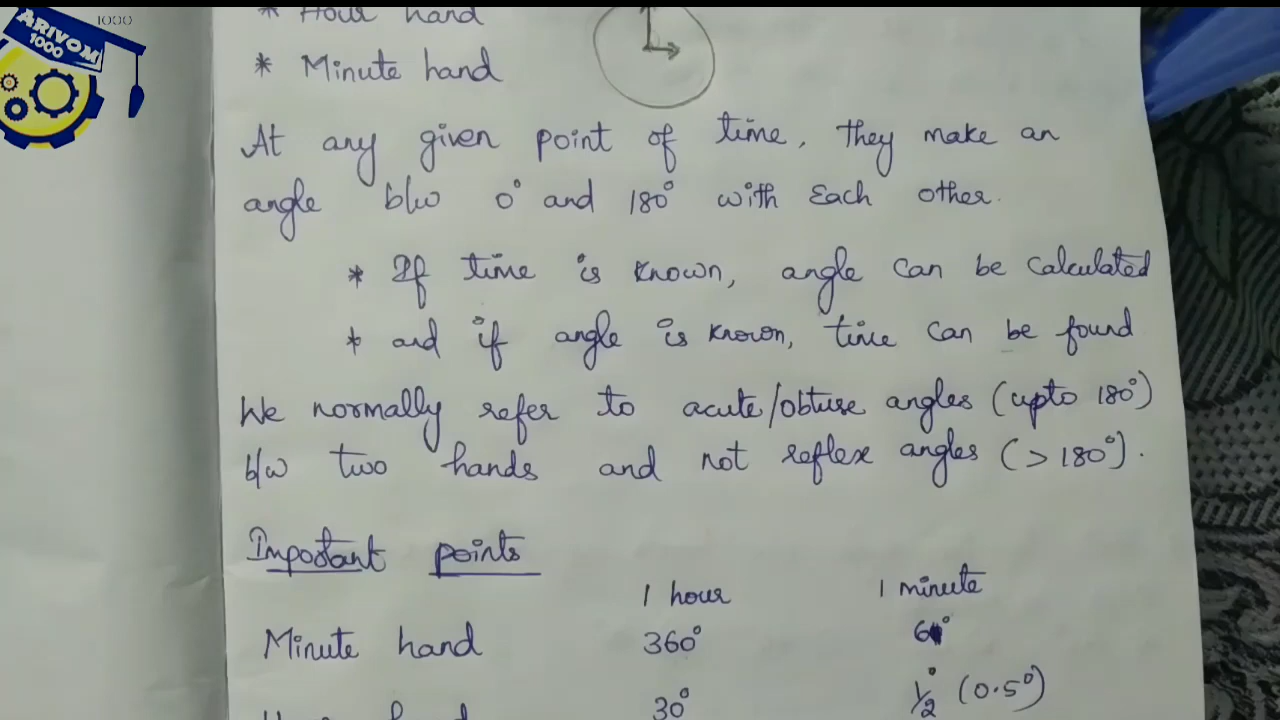 1000
ARIVOM
1000
* Hour hand
* Minute hand
At any given point of time, they make an
angle b/w 0° and 180° with Each other.
* If time is known, angle can be calculated
* and if angle is known, time can be found
We normally refer to acute/obtuse angles (upto 180°)
b/w two hands and not reflex angles (> 180°).
Important points
1 hour 1 minute
Minute hand 360° 6°
30° 1/2° (0.5°)